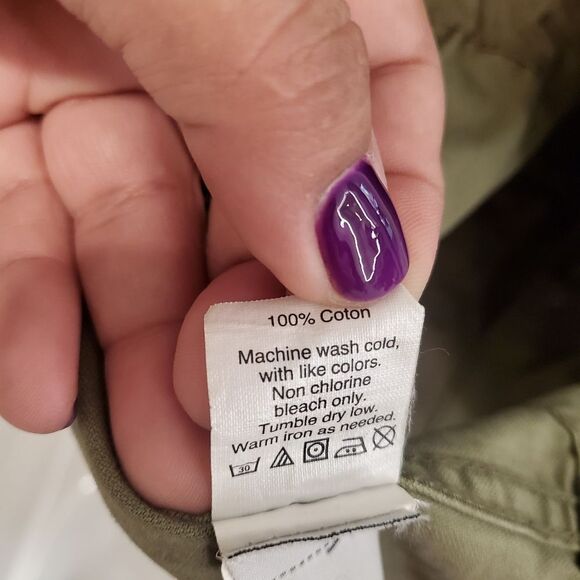 100% Coton
Machine wash cold,
with like colors.
Non chlorine
bleach only.
Tumble dry low.
Warm iron as needed.
30